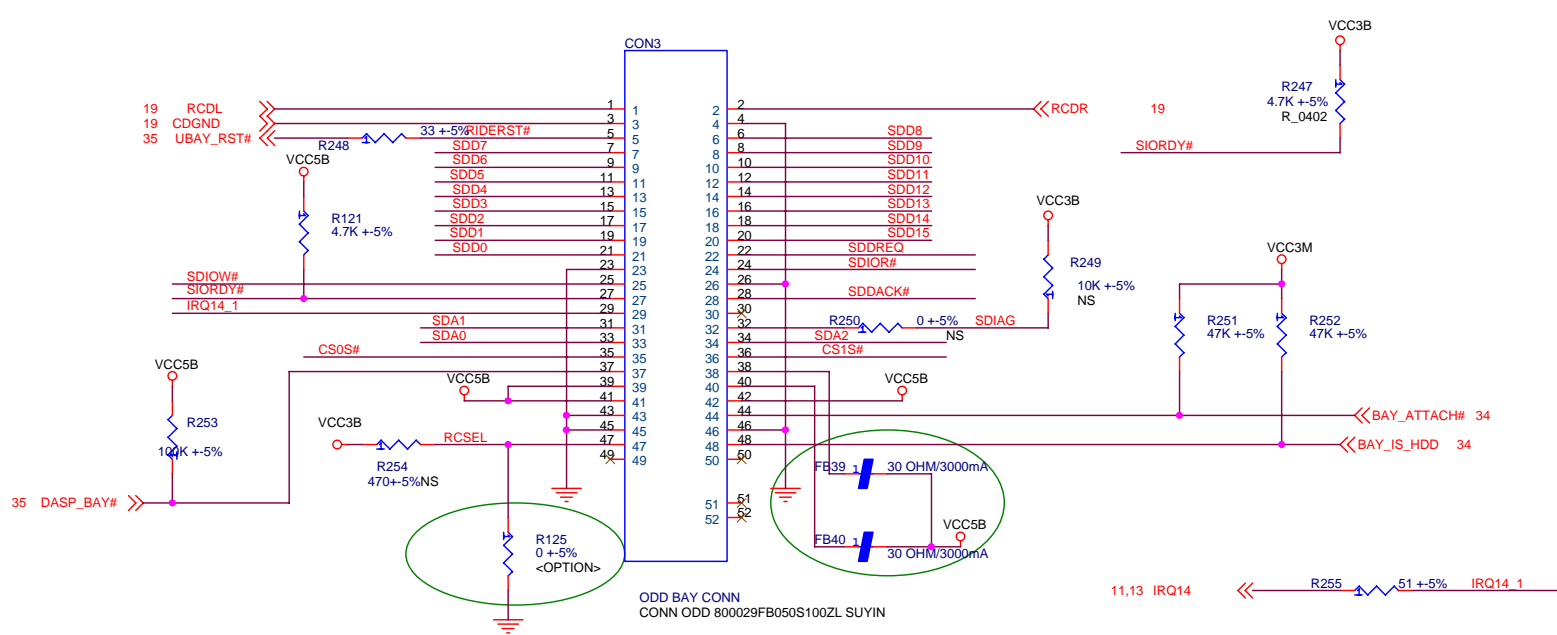 VCC3B
CON3
R247
4.7K +-5%
R_0402
19 RCDL 1 1 2 2 RCDR 19
19 CDGND 3 3 4 4
35 UBAY_RST# R248 33 +-5% RIDERST# 5 5 6 6 SDD8
SIORDY#
SDD7 7 7 8 8 SDD9
VCC5B
SDD6 9 9 10 10 SDD10
SDD5 11 11 12 12 SDD11
SDD4 13 13 14 14 SDD12
SDD3 15 15 16 16 SDD13
VCC3B
R121
4.7K +-5%
SDD2 17 17 18 18 SDD14
SDD1 19 19 20 20 SDD15
SDD0 21 21 22 22 SDDREQ
VCC3M
23 23 24 24 SDIOR#
R249
10K +-5%
NS
SDIOW# 25 25 26 26
SIORDY# 27 27 28 28 SDDACK#
IRQ14_1 29 29 30 30
SDA1 31 31 32 32 R250 0 +-5% NS SDIAG
R251
47K +-5%
R252
47K +-5%
SDA0 33 33 34 34 SDA2
CS0S# 35 35 36 36 CS1S#
VCC5B
37 37 38 38
VCC5B 39 39 40 40 VCC5B
41 41 42 42
43 43 44 44 BAY_ATTACH# 34
R253
100K +-5%
45 45 46 46
VCC3B R254 470+-5%NS RCSEL 47 47 48 48 BAY_IS_HDD 34
49 49 50 50
FB39 1 30 OHM/3000mA
35 DASP_BAY#
51 51
52 52
VCC5B
R125
0 +-5%
<OPTION>
FB40 1 30 OHM/3000mA
11,13 IRQ14 R255 51 +-5% IRQ14_1
ODD BAY CONN
CONN ODD 800029FB050S100ZL SUYIN